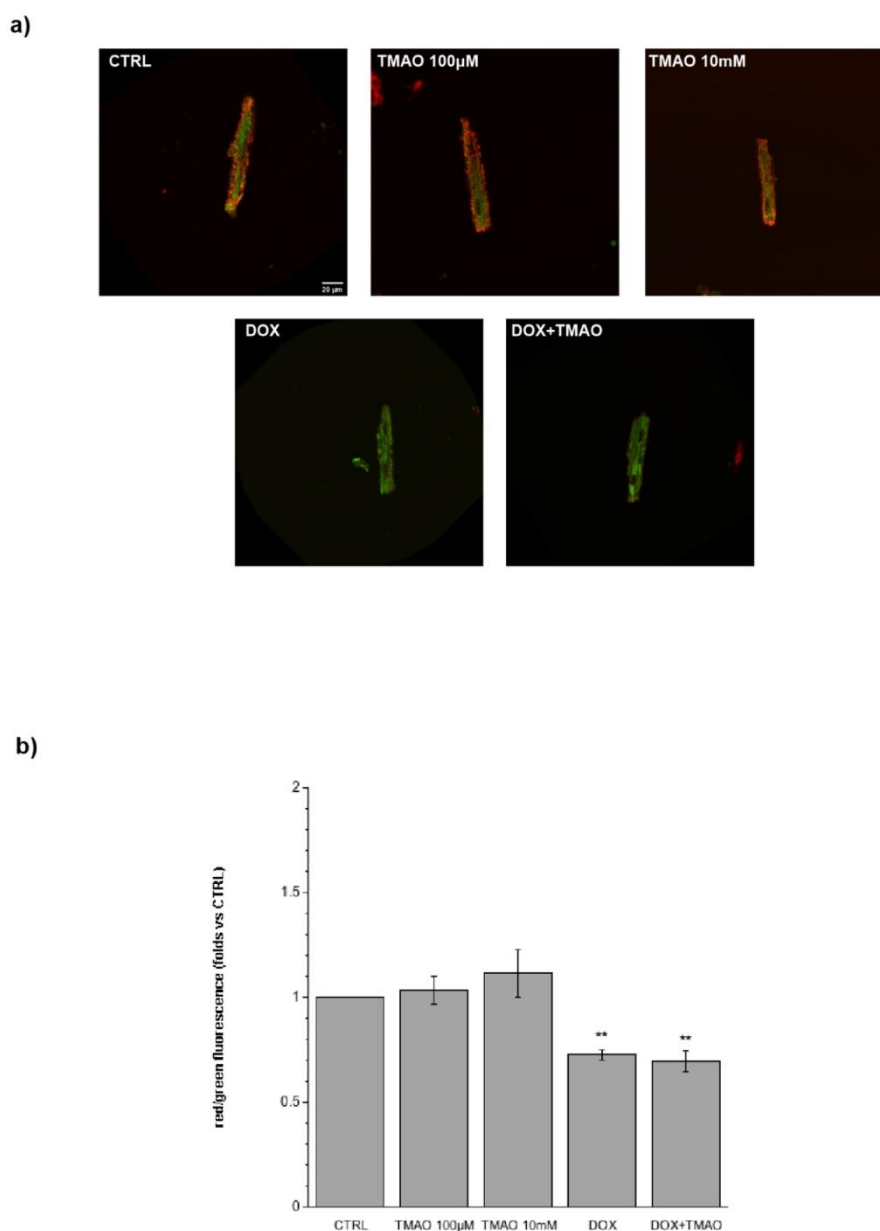 a)
CTRL
TMAO 100µM
TMAO 10mM
20 µm
DOX
DOX+TMAO
b)
red/green fluorescence (folds vs CTRL)
2
1.5
1
0.5
0
**
**
CTRL
TMAO 100µM
TMAO 10mM
DOX
DOX+TMAO